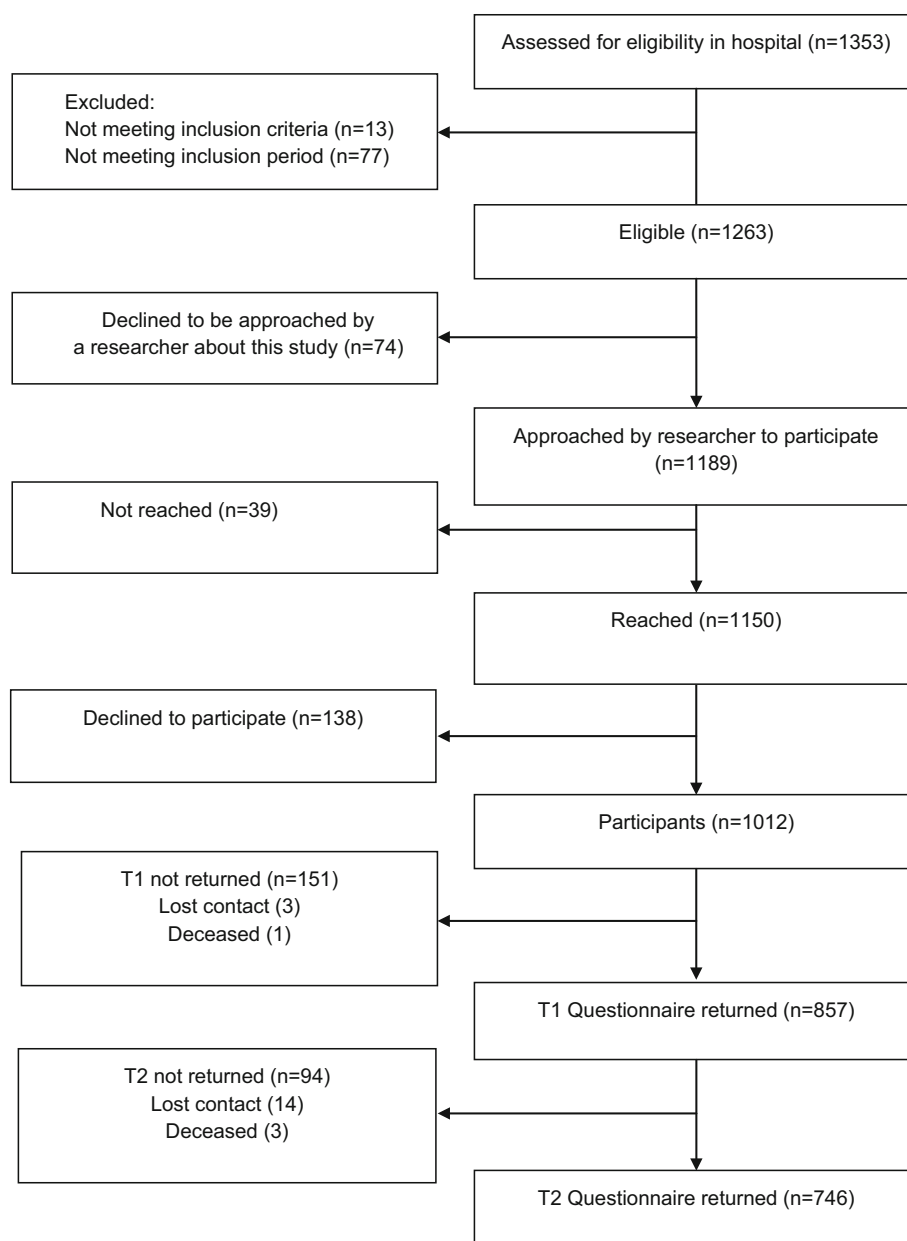 Assessed for eligibility in hospital (n=1353)
Excluded:
Not meeting inclusion criteria (n=13)
Not meeting inclusion period (n=77)
Eligible (n=1263)
Declined to be approached by
a researcher about this study (n=74)
Approached by researcher to participate
(n=1189)
Not reached (n=39)
Reached (n=1150)
Declined to participate (n=138)
Participants (n=1012)
T1 not returned (n=151)
Lost contact (3)
Deceased (1)
T1 Questionnaire returned (n=857)
T2 not returned (n=94)
Lost contact (14)
Deceased (3)
T2 Questionnaire returned (n=746)